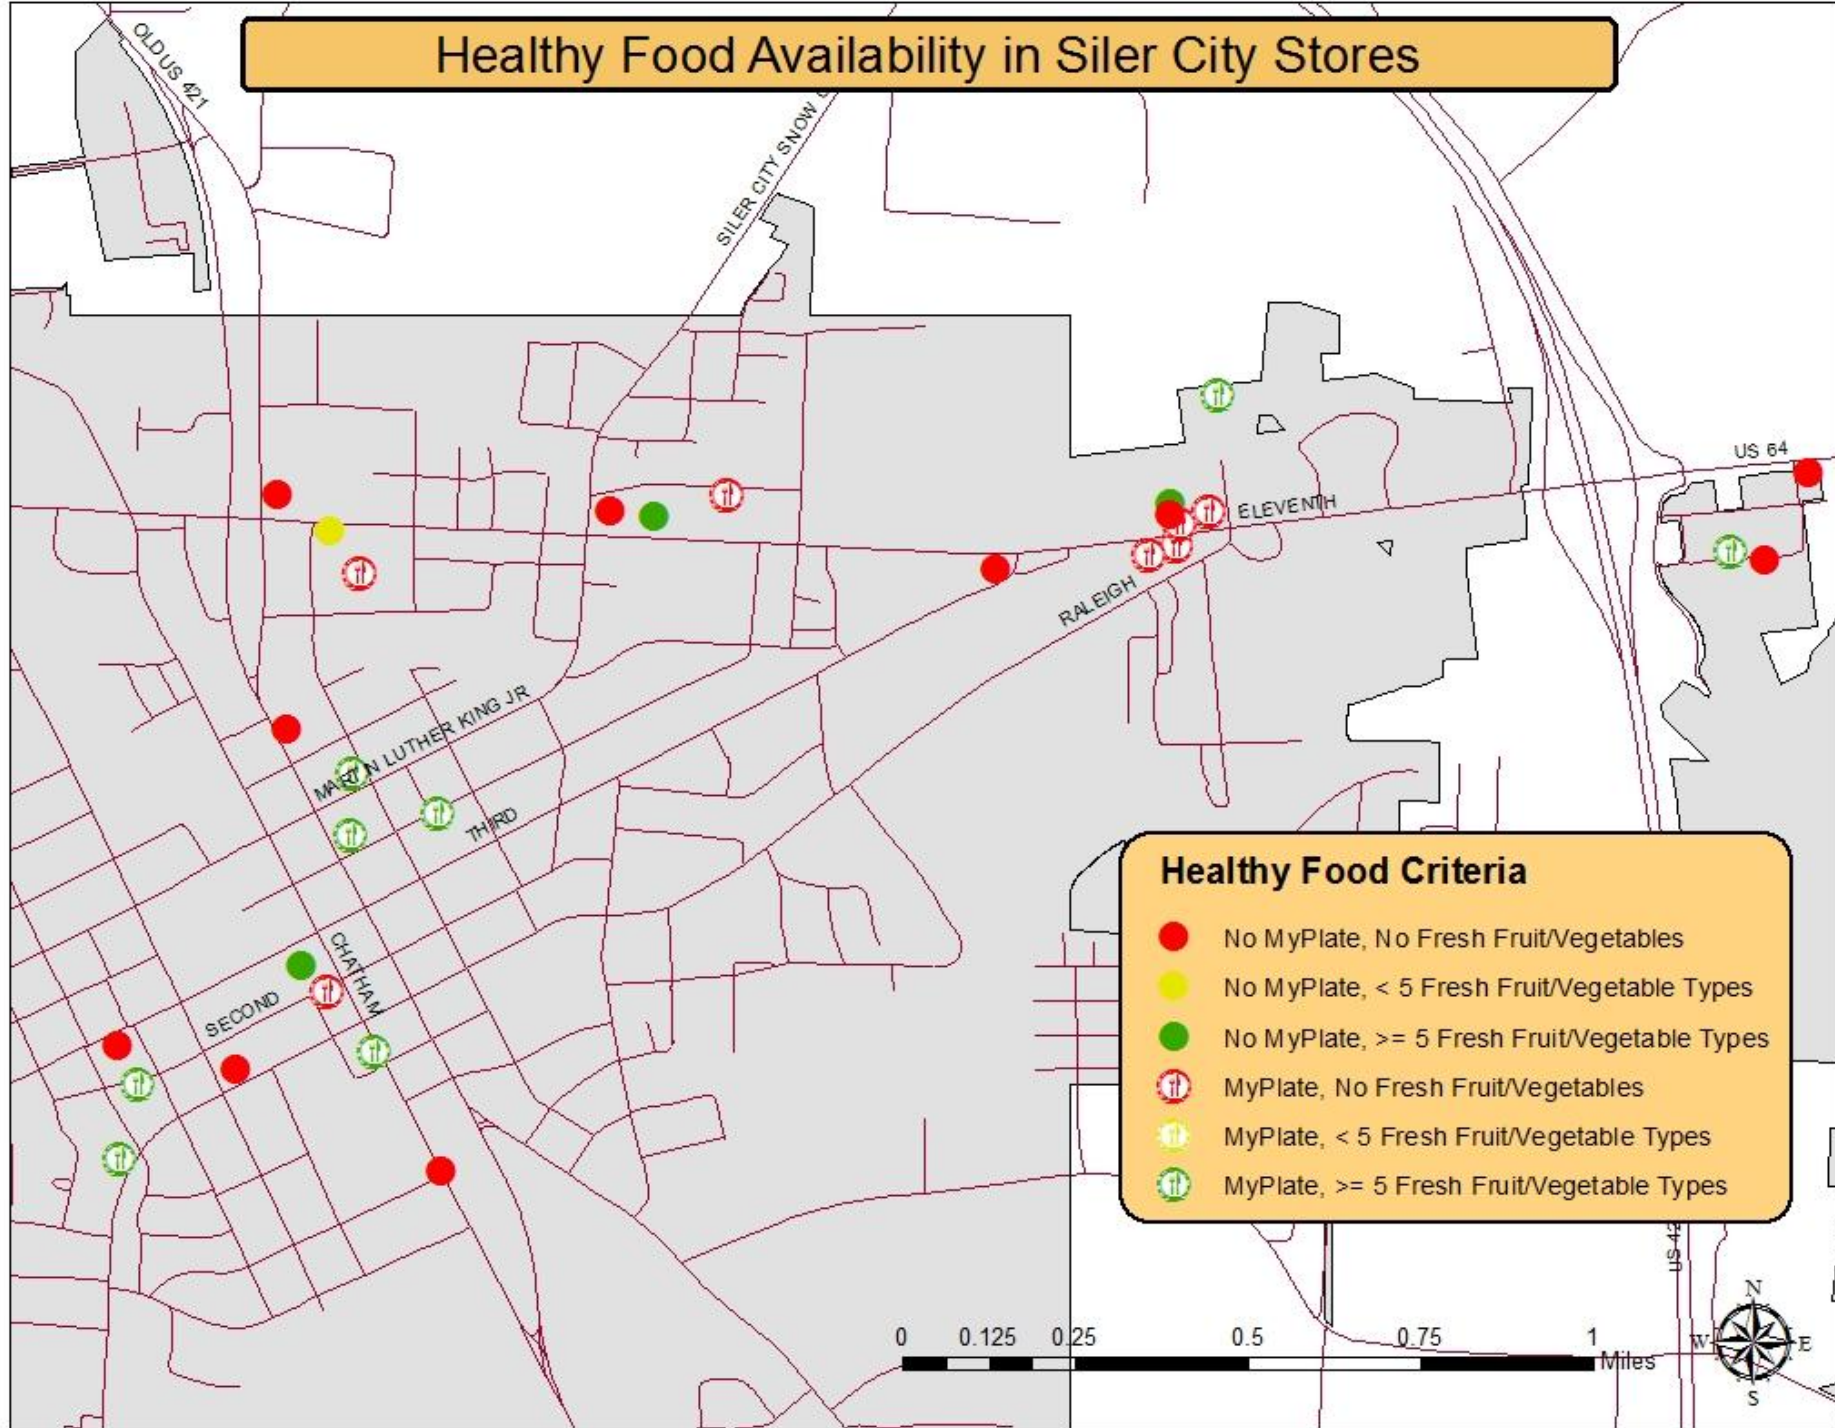 Healthy Food Availability in Siler City Stores
OLD US 421
SILER CITY SNOW
US 64
ELEVENTH
RALEIGH
MARTIN LUTHER KING JR
THIRD
CHATHAM
SECOND
Healthy Food Criteria
No MyPlate, No Fresh Fruit/Vegetables
No MyPlate, < 5 Fresh Fruit/Vegetable Types
No MyPlate, >= 5 Fresh Fruit/Vegetable Types
MyPlate, No Fresh Fruit/Vegetables
MyPlate, < 5 Fresh Fruit/Vegetable Types
MyPlate, >= 5 Fresh Fruit/Vegetable Types
US 42
N
W E
S
0 0.125 0.25 0.5 0.75 1
Miles